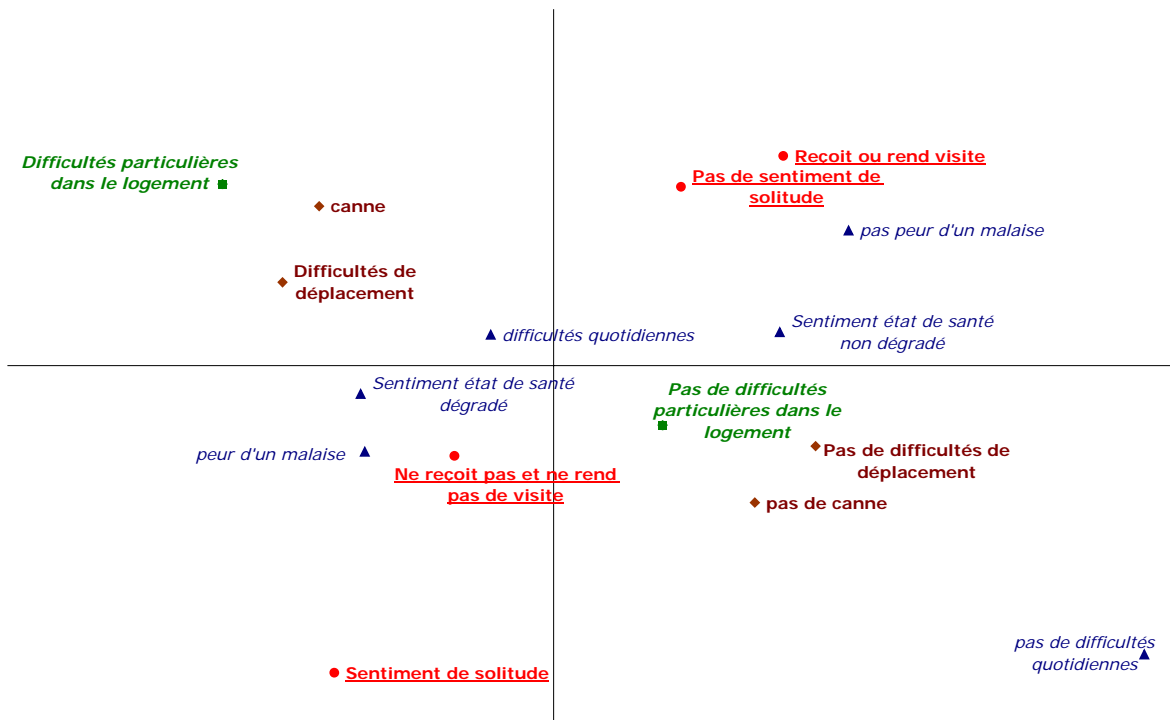 Difficultés particulières
dans le logement
canne
Difficultés de
déplacement
Reçoit ou rend visite
Pas de sentiment de
solitude
pas peur d'un malaise
difficultés quotidiennes
Sentiment état de santé
non dégradé
Sentiment état de santé
dégradé
peur d'un malaise
Ne reçoit pas et ne rend
pas de visite
Pas de difficultés
particulières dans le
logement
Pas de difficultés de
déplacement
pas de canne
Sentiment de solitude
pas de difficultés
quotidiennes